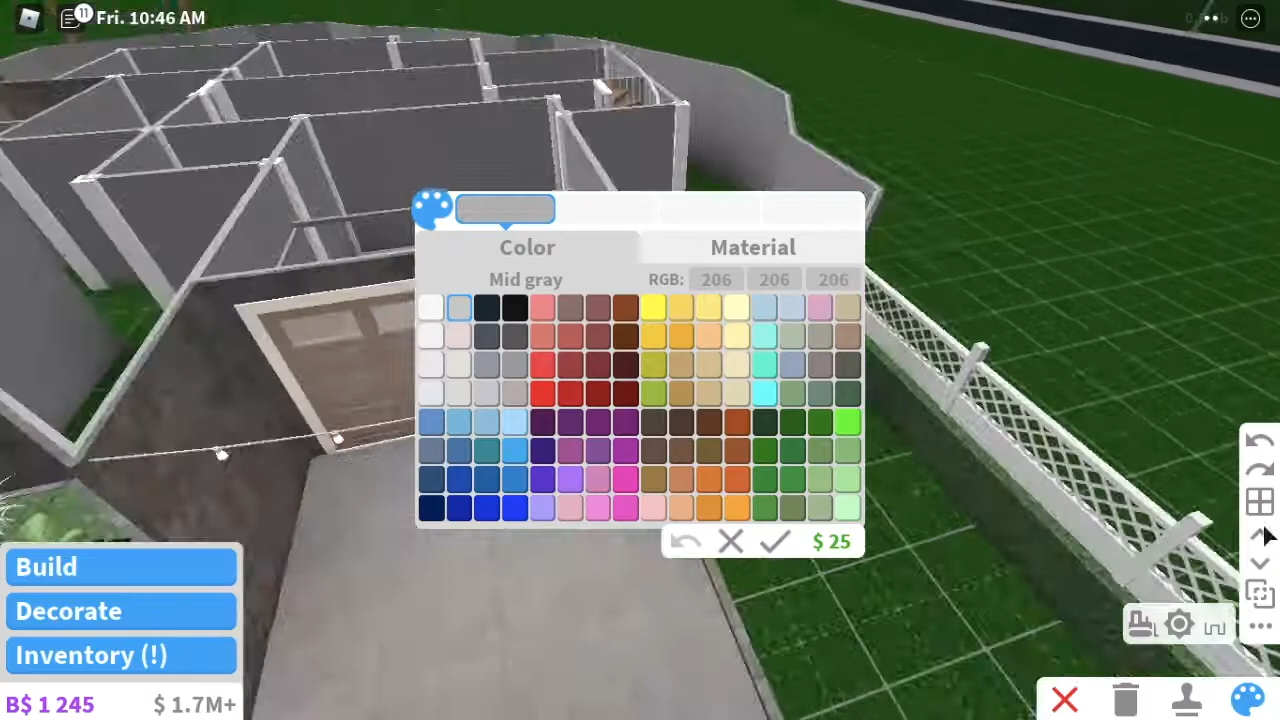 11
Fri. 10:46 AM
Color
Material
Mid gray
RGB: 206 206 206
$ 25
Build
Decorate
Inventory (!)
B$ 1 245
$ 1.7M+